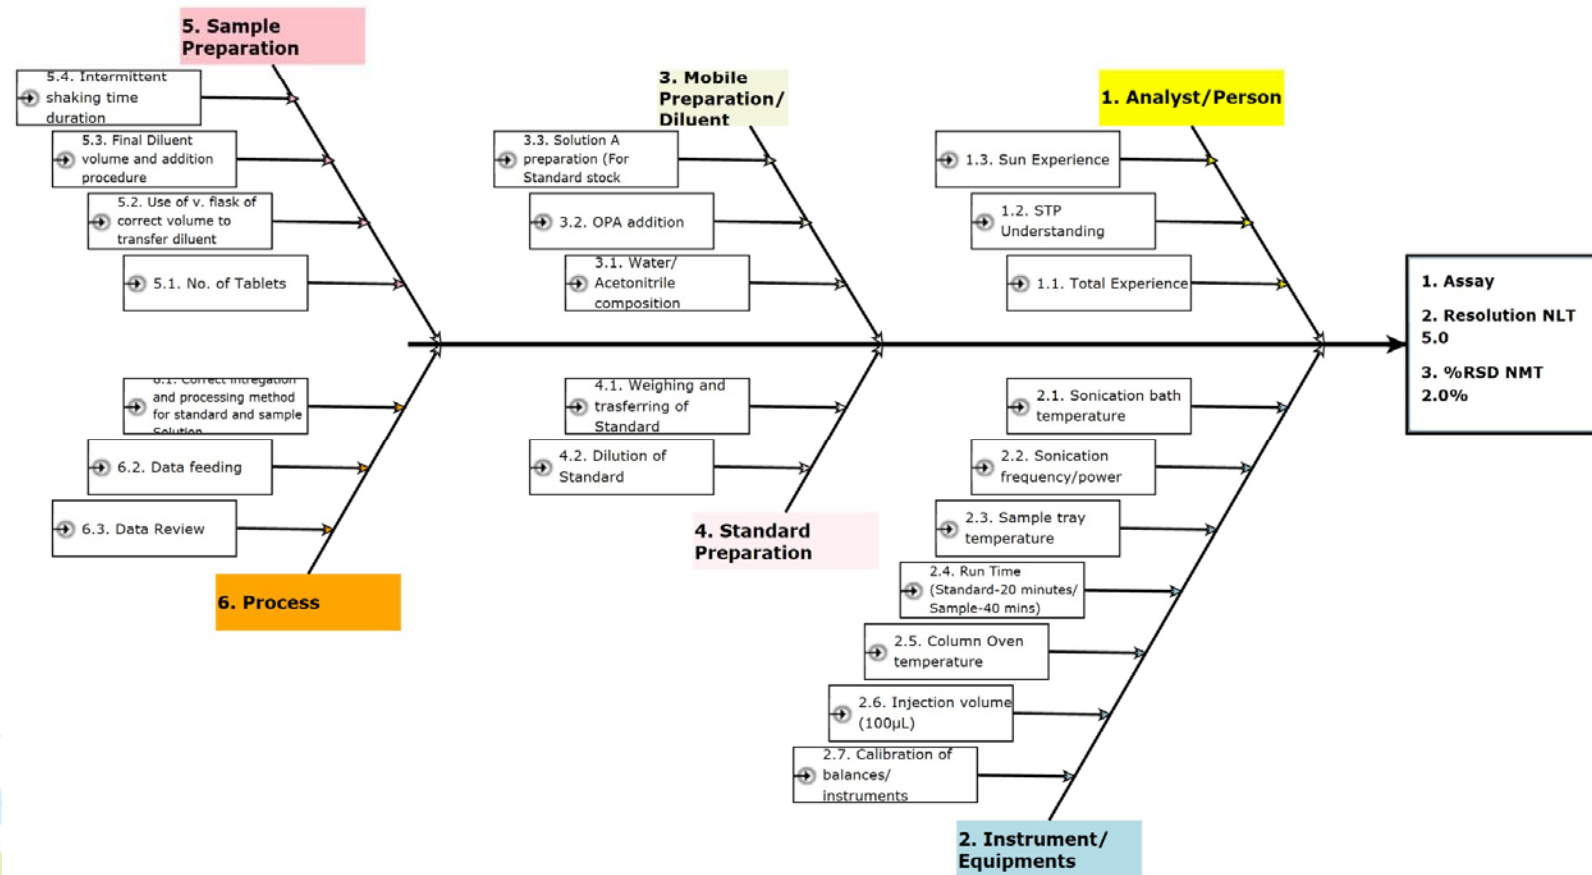 5. Sample
Preparation
5.4. Intermittent
shaking time
duration
5.3. Final Diluent
volume and addition
procedure
5.2. Use of v. flask of
correct volume to
transfer diluent
5.1. No. of Tablets
3. Mobile
Preparation/
Diluent
3.3. Solution A
preparation (For
Standard stock
3.2. OPA addition
3.1. Water/
Acetonitrile
composition
1. Analyst/Person
1.3. Sun Experience
1.2. STP
Understanding
1.1. Total Experience
1. Assay
2. Resolution NLT
5.0
3. %RSD NMT
2.0%
6.1. Correct intregation
and processing method
for standard and sample
Solution
6.2. Data feeding
6.3. Data Review
6. Process
4.1. Weighing and
trasferring of
Standard
4.2. Dilution of
Standard
4. Standard
Preparation
2.1. Sonication bath
temperature
2.2. Sonication
frequency/power
2.3. Sample tray
temperature
2.4. Run Time
(Standard-20 minutes/
Sample-40 mins)
2.5. Column Oven
temperature
2.6. Injection volume
(100µL)
2.7. Calibration of
balances/
instruments
2. Instrument/
Equipments